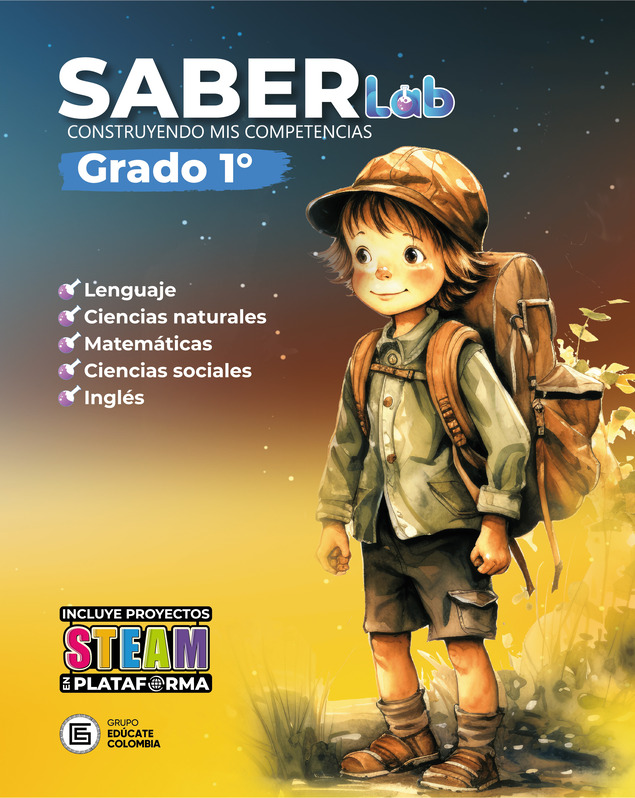 SABER Lab
CONSTRUYENDO MIS COMPETENCIAS
Grado 1°
Lenguaje
Ciencias naturales
Matemáticas
Ciencias sociales
Inglés
INCLUYE PROYECTOS
STEAM
EN PLATAFORMA
GRUPO
EDÚCATE
COLOMBIA